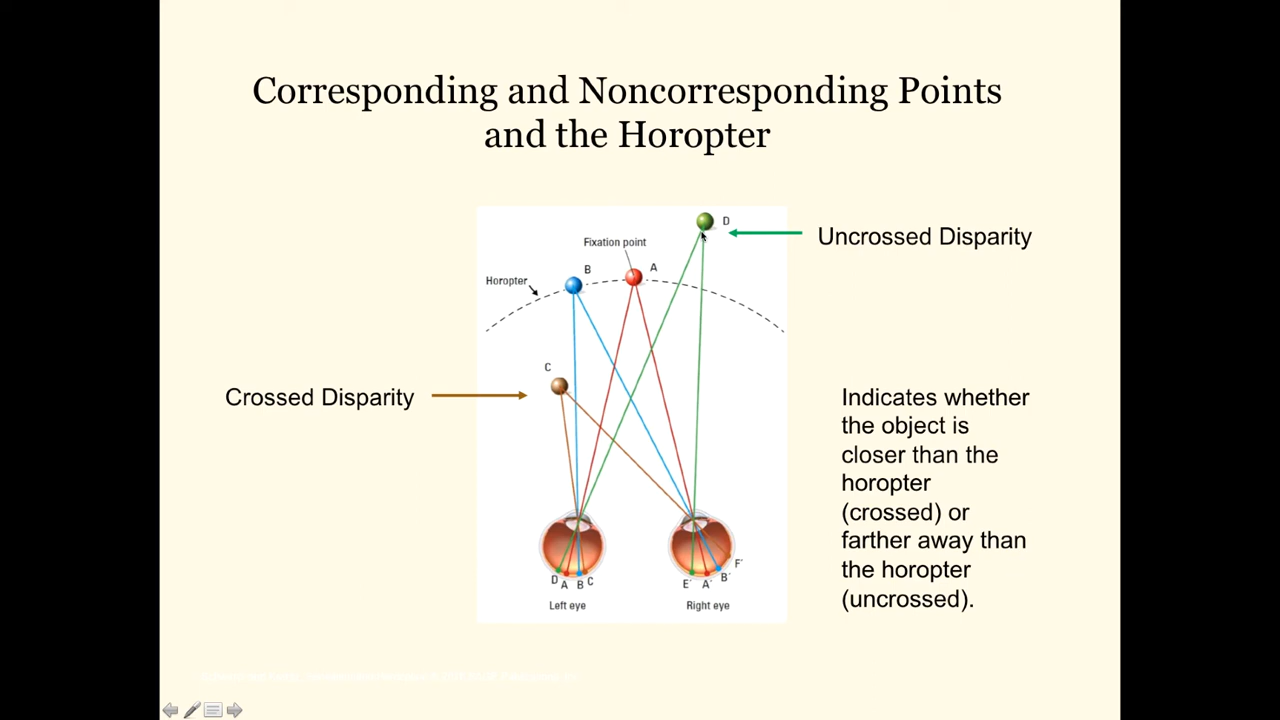 Corresponding and Noncorresponding Points
and the Horopter
D
Uncrossed Disparity
Fixation point
B
A
Horopter
C
Crossed Disparity
Indicates whether
the object is
closer than the
horopter
(crossed) or
farther away than
the horopter
(uncrossed).
D A B C
E´ A´ B´ F´
Left eye
Right eye